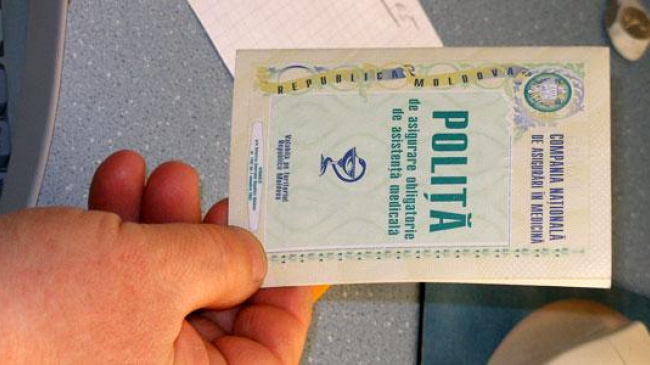 REPUBLICA MOLDOVA
COMPANIA NAȚIONALĂ
DE ASIGURĂRI ÎN MEDICINĂ
POLIȚĂ
de asigurare obligatorie
de asistență medicală
Valabilă pe teritoriul
Republicii Moldova